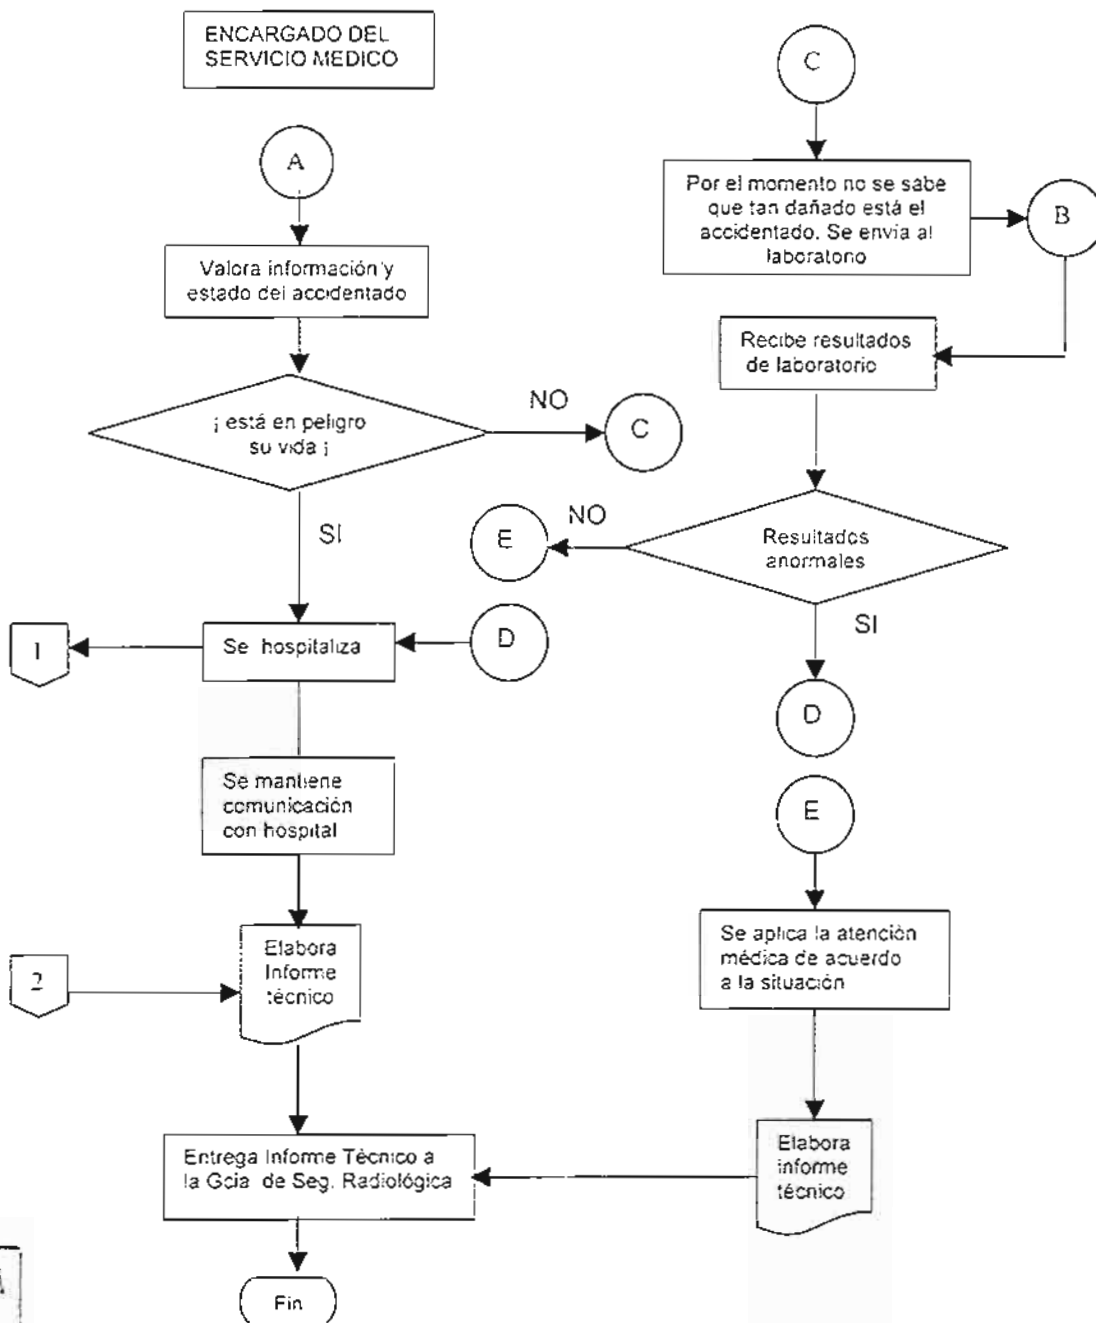 ENCARGADO DEL
SERVICIO MEDICO
A
Valora información y
estado del accidentado
¡ está en peligro
su vida ¡
NO
C
SI
1
Se hospitaliza
D
Se mantiene
comunicación
con hospital
2
Elabora
Informe
técnico
Entrega Informe Técnico a
la Gcia de Seg. Radiológica
Fin
C
Por el momento no se sabe
que tan dañado está el
accidentado. Se envia al
laboratorio
B
Recibe resultados
de laboratorio
Resultados
anormales
NO
E
SI
D
E
Se aplica la atención
médica de acuerdo
a la situación
Elabora
informe
técnico